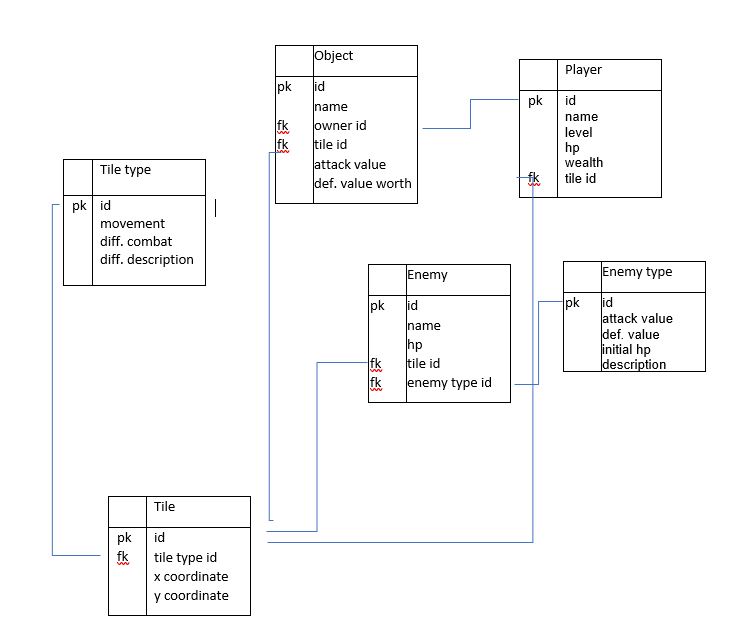 Object
pk id
name
fk owner id
fk tile id
attack value
def. value worth
Player
pk id
name
level
hp
wealth
fk tile id
Tile type
pk id
movement
diff. combat
diff. description
Enemy
pk id
name
hp
fk tile id
fk enemy type id
Enemy type
pk id
attack value
def. value
initial hp
description
Tile
pk id
fk tile type id
x coordinate
y coordinate